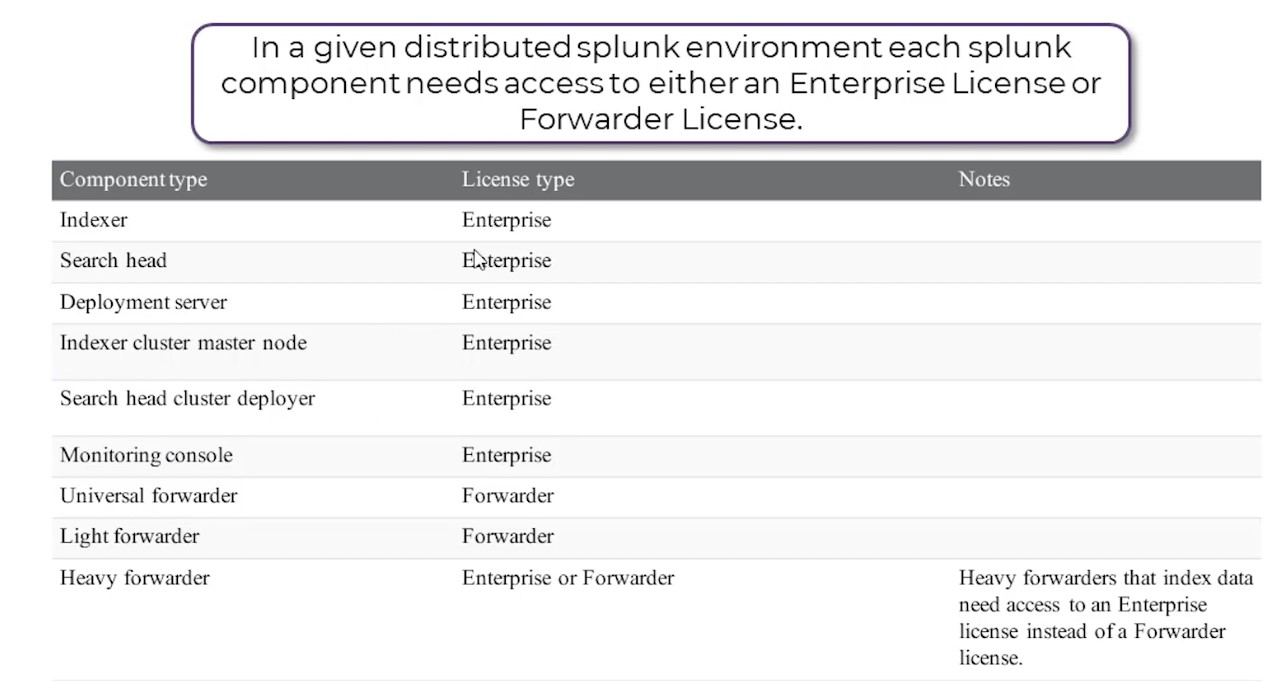 In a given distributed splunk environment each splunk
component needs access to either an Enterprise License or
Forwarder License.
Component type License type Notes
Indexer Enterprise
Search head Enterprise
Deployment server Enterprise
Indexer cluster master node Enterprise
Search head cluster deployer Enterprise
Monitoring console Enterprise
Universal forwarder Forwarder
Light forwarder Forwarder
Heavy forwarder Enterprise or Forwarder Heavy forwarders that index data
need access to an Enterprise
license instead of a Forwarder
license.